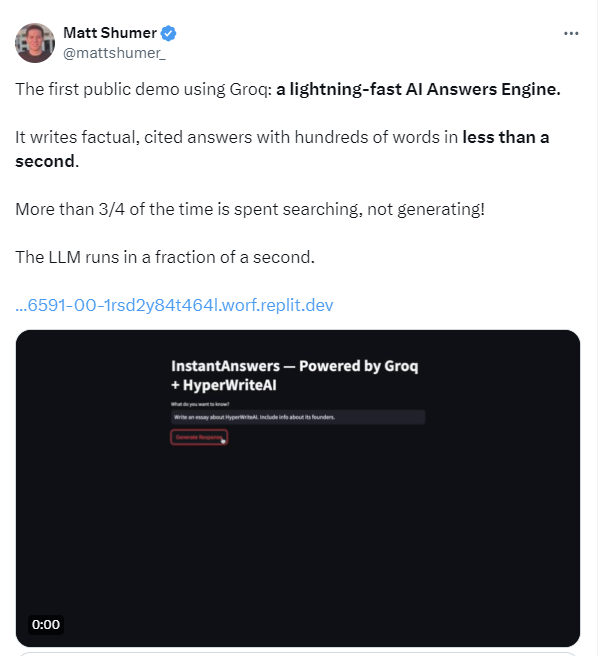 Matt Shumer
@mattshumer_
The first public demo using Groq: a lightning-fast AI Answers Engine.
It writes factual, cited answers with hundreds of words in less than a
second.
More than 3/4 of the time is spent searching, not generating!
The LLM runs in a fraction of a second.
...6591-00-1rsd2y84t464l.worf.replit.dev
InstantAnswers — Powered by Groq
+ HyperWriteAI
What do you want to know?
Write an essay about HyperWriteAI. Include info about its founders.
Generate Response
0:00